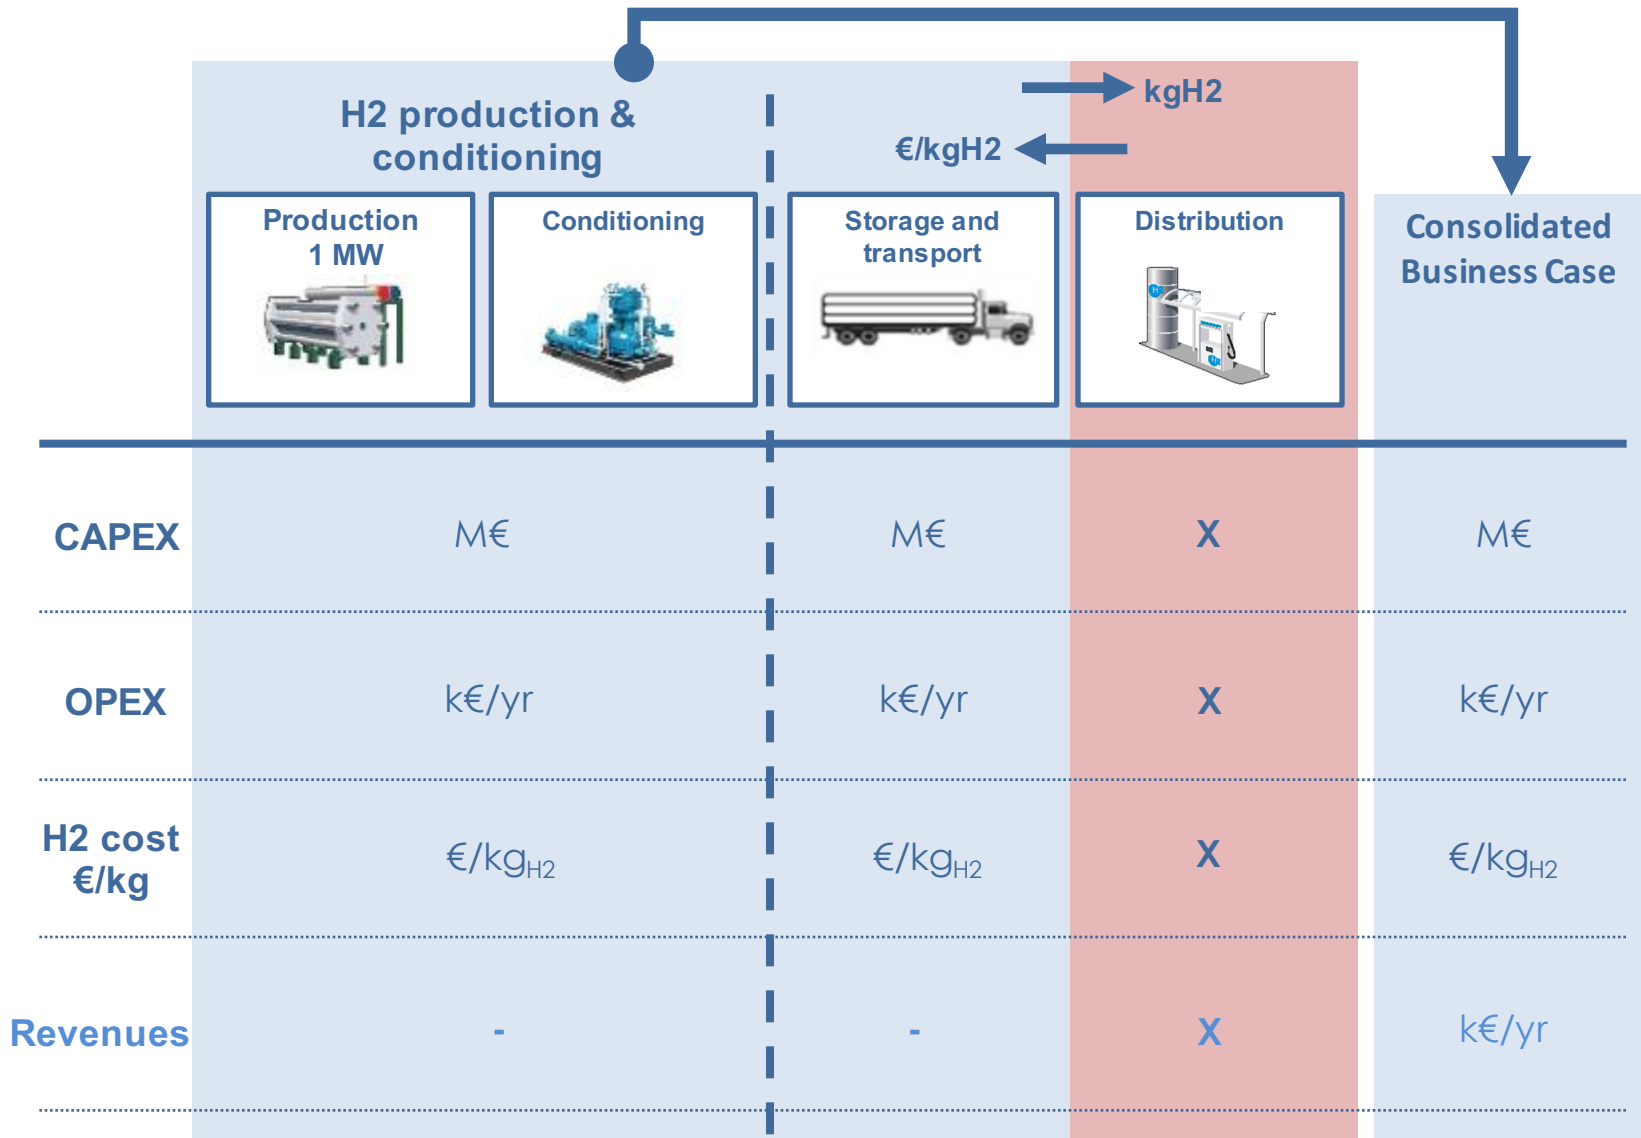 kgH2
H2 production &
conditioning
€/kgH2
Production
1 MW
Conditioning
Storage and
transport
Distribution
Consolidated
Business Case
CAPEX
M€
M€
X
M€
OPEX
k€/yr
k€/yr
X
k€/yr
H2 cost
€/kg
€/kgH2
€/kgH2
X
€/kgH2
Revenues
-
-
X
k€/yr